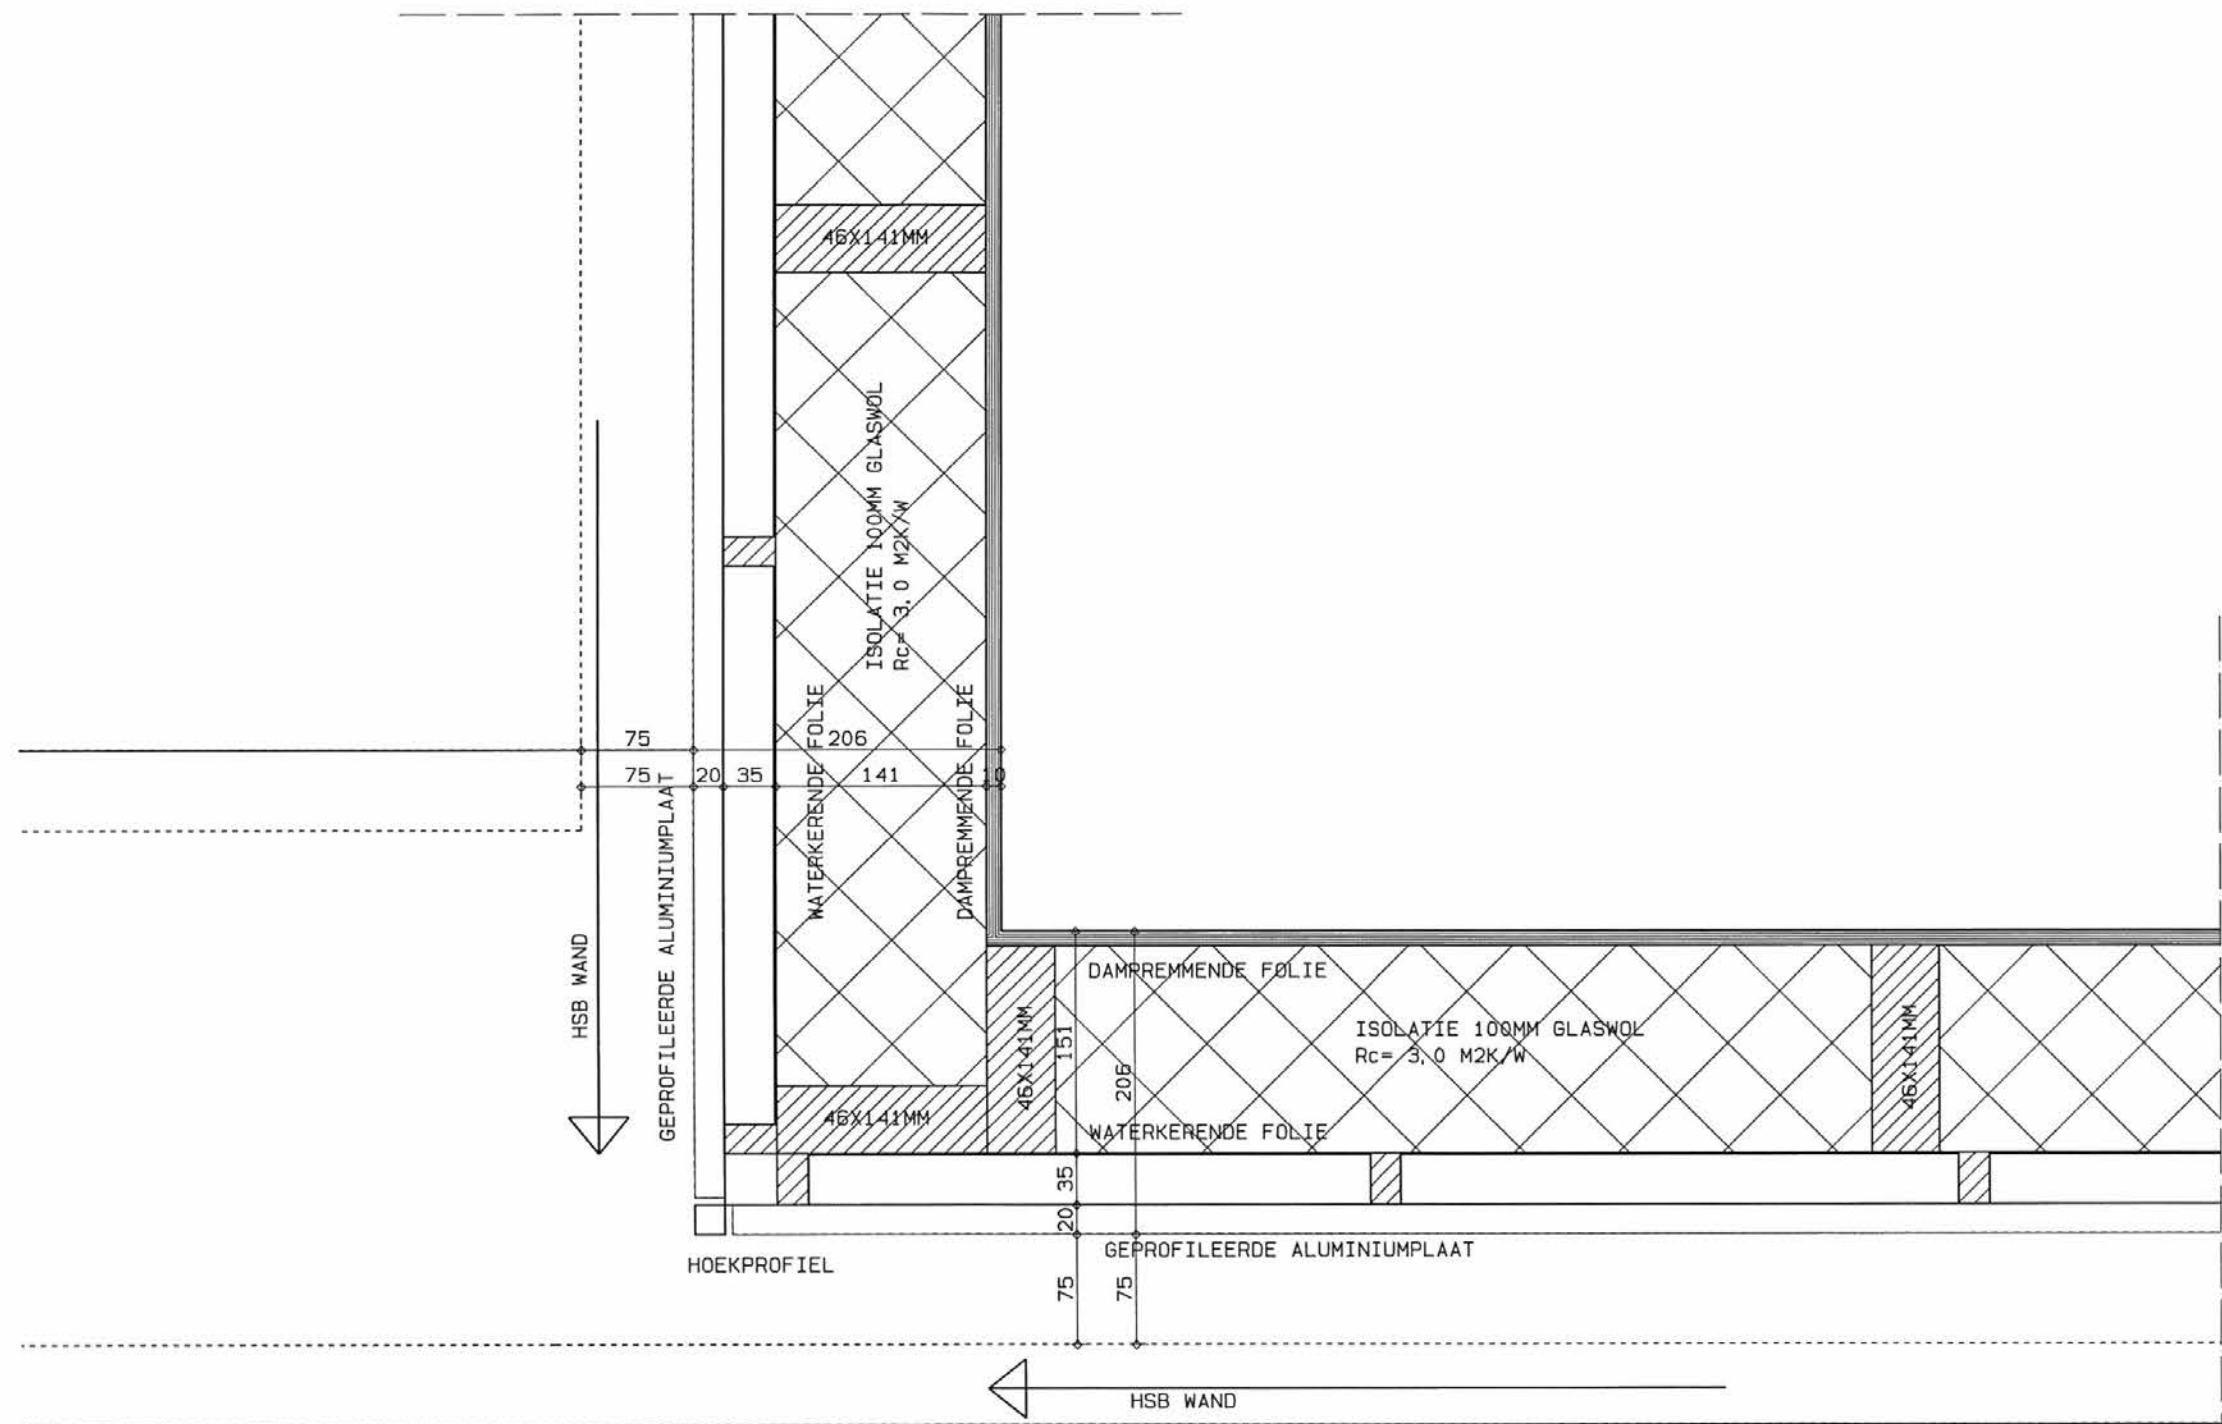 46X141MM
ISOLATIE 100MM GLASWOL
Rc= 3,0 M2K/W
WATERKERENDE FOLIE
DAMPREMMENDE FOLIE
75
206
75
20
35
141
10
GEPROFILEERDE ALUMINIUMPLAAT
HSB WAND
DAMPREMMENDE FOLIE
46X141MM
151
206
ISOLATIE 100MM GLASWOL
Rc= 3,0 M2K/W
46X141MM
46X141MM
WATERKERENDE FOLIE
35
20
GEPROFILEERDE ALUMINIUMPLAAT
HOEKPROFIEL
75
75
HSB WAND